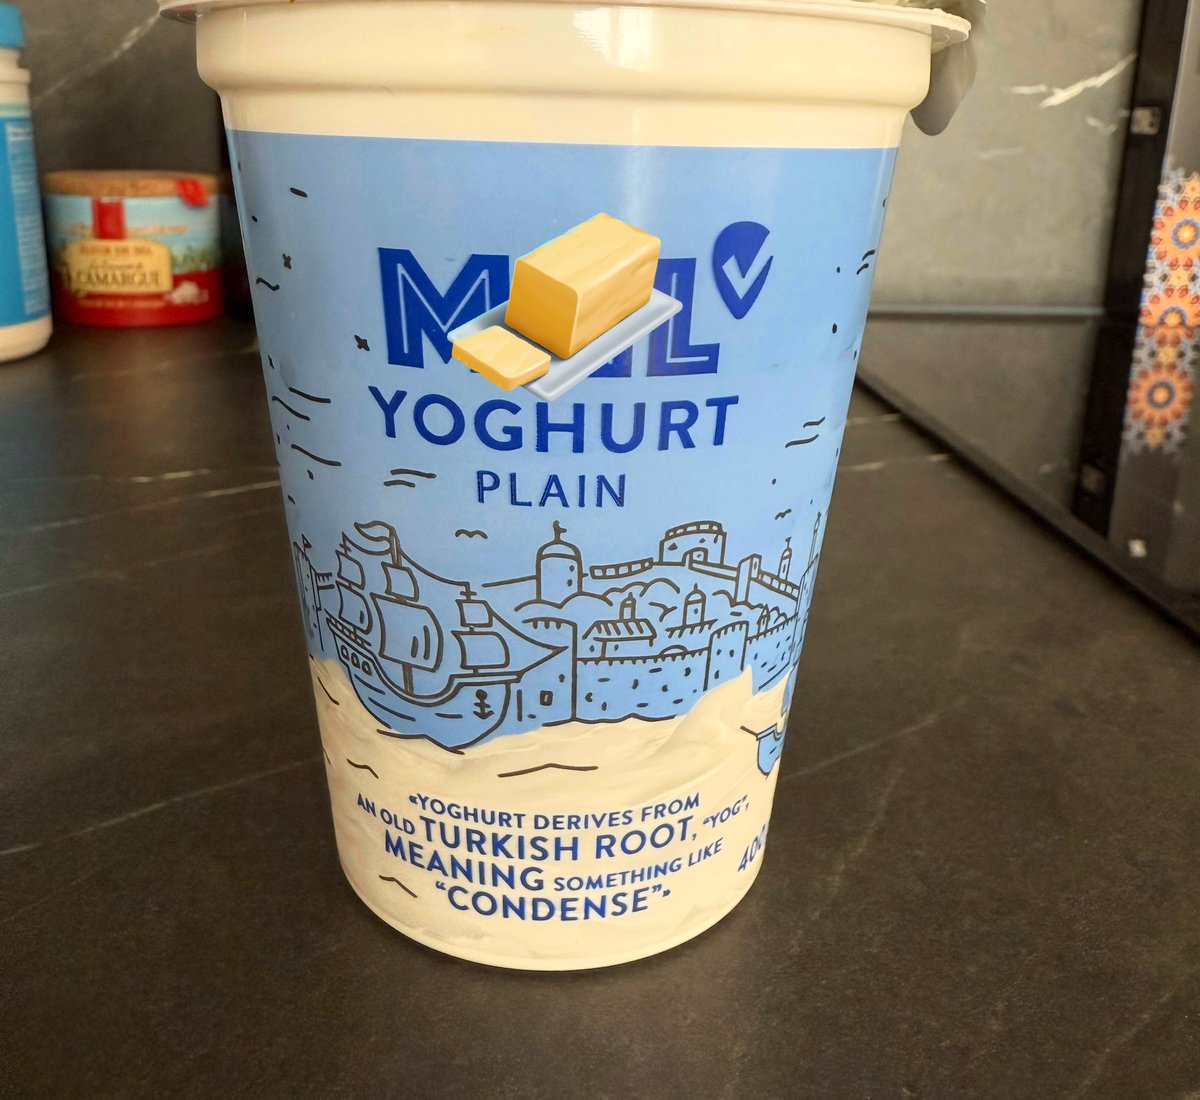 YOGHURT
PLAIN
«YOGHURT DERIVES FROM
AN OLD TURKISH ROOT, "YOG",
MEANING SOMETHING LIKE
"CONDENSE"»
CAMARGUE